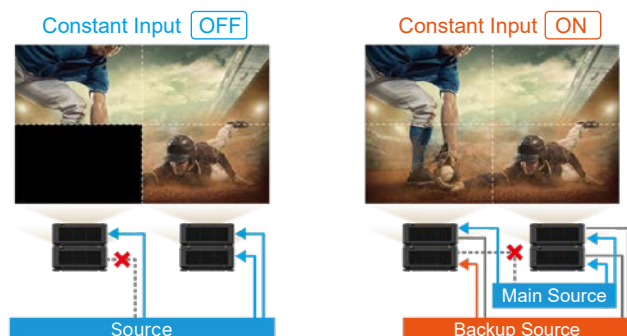 Constant Input OFF
Constant Input ON
Source
Main Source
Backup Source